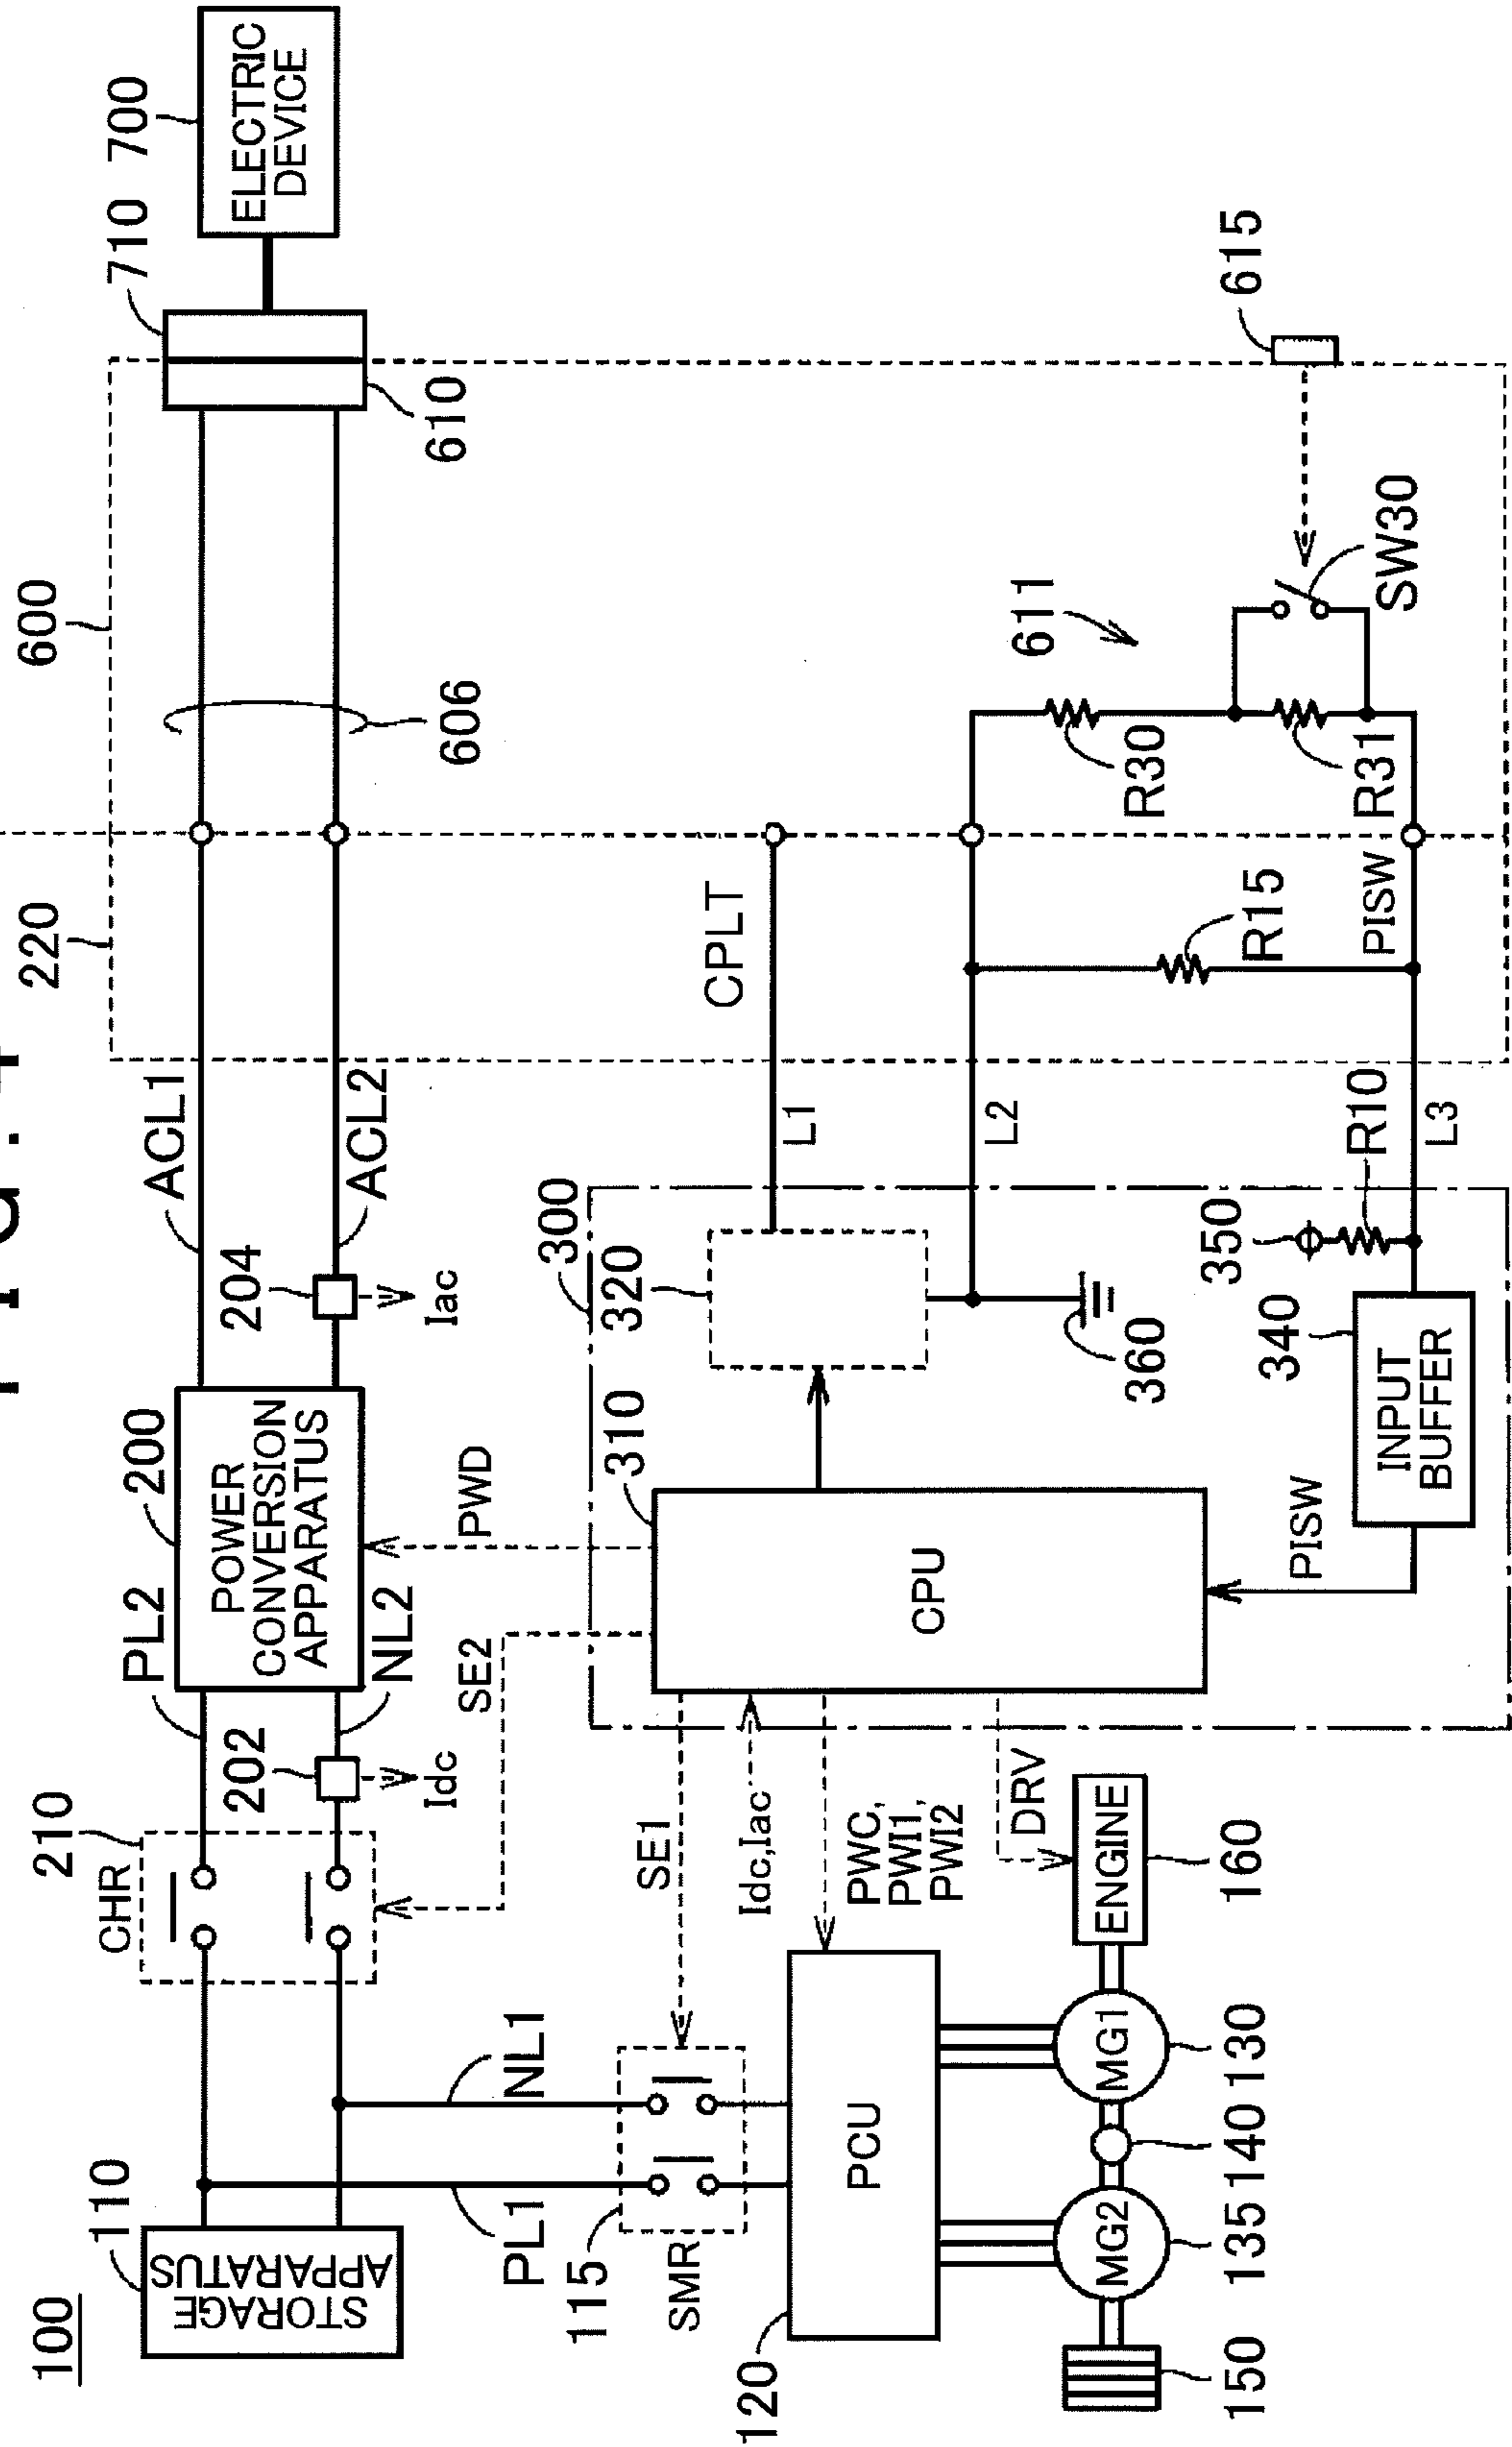 100
110
STORAGE
APPARATUS
PL1
NL1
115
SMR
SE1
CHR
210
202
Idc
PL2
NL2
200
POWER
CONVERSION
APPARATUS
SE2
PWD
204
Iac
ACL1
ACL2
220
600
606
610
710
700
ELECTRIC
DEVICE
120
PCU
Idc,Iac
PWC,
PWI1,
PWI2
DRV
ENGINE
160
MG1
130
140
MG2
135
150
300
310
CPU
320
360
350
340
INPUT
BUFFER
PISW
R10
L1
L2
L3
CPLT
R15
PISW
R30
R31
611
SW30
615